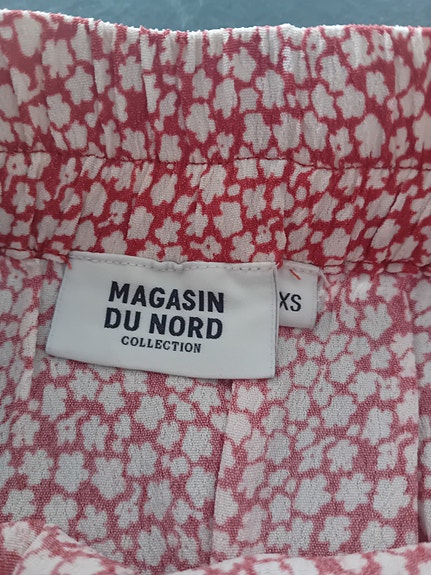 MAGASIN
DU NORD
COLLECTION
XS